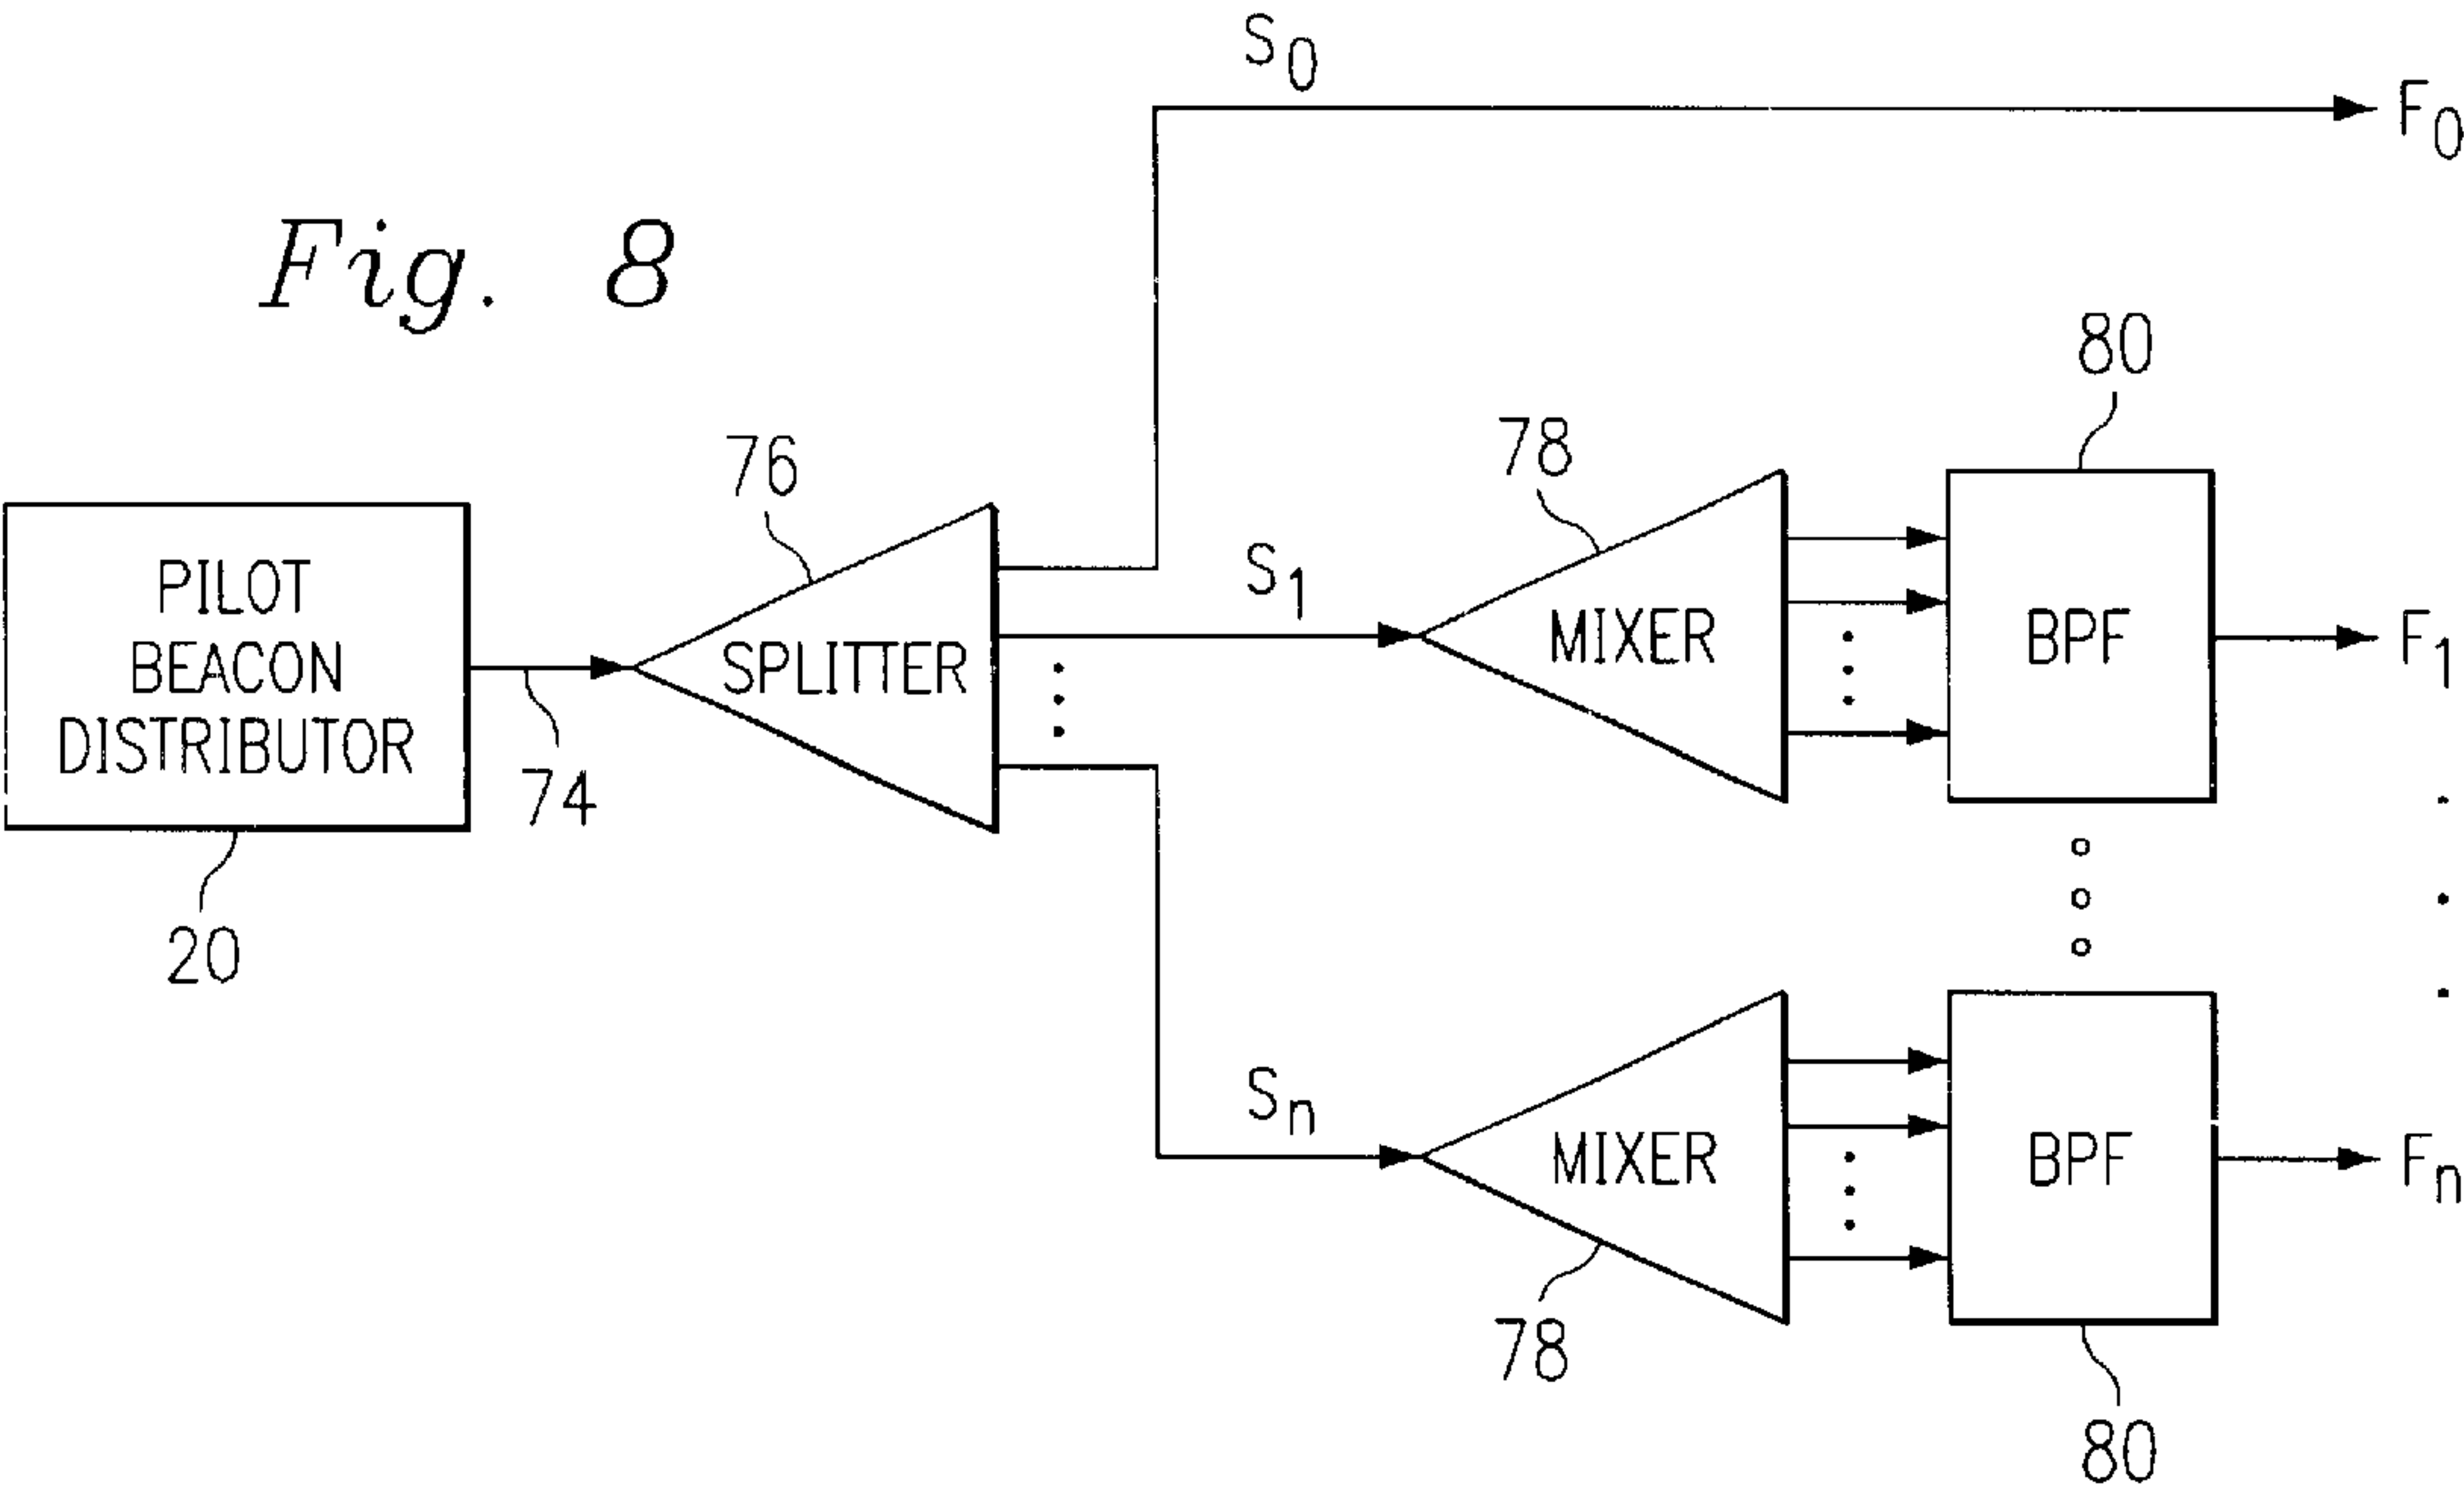 S0
F0
Fig. 8
80
78
76
PILOT
BEACON
DISTRIBUTOR
SPLITTER
S1
MIXER
BPF
F1
74
20
Sn
MIXER
BPF
Fn
78
80